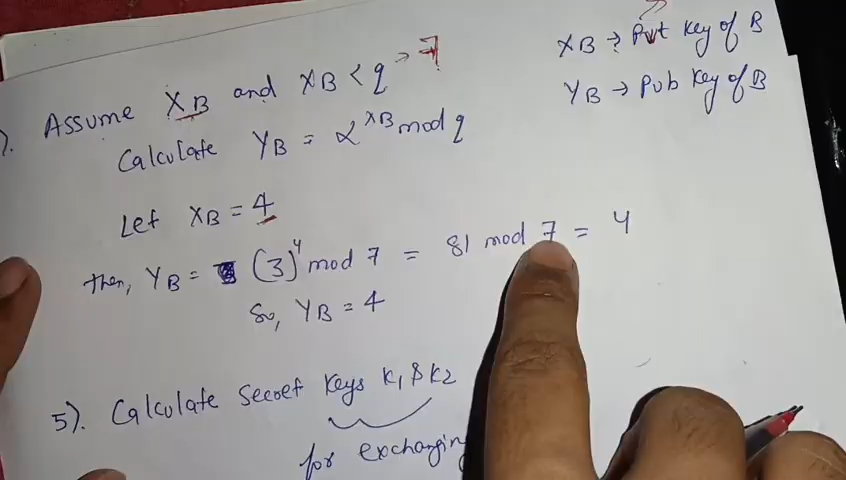 ). Assume XB and XB < q → 7
XB → Pvt key of B
YB → Pub key of B
Calculate YB = α^XB mod q
Let XB = 4
then, YB = (3)^4 mod 7 = 81 mod 7 = 4
So, YB = 4
5). Calculate Secret Keys K1 & K2
for exchanging